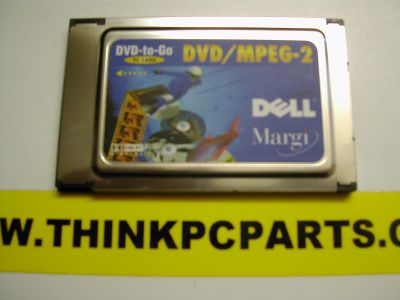 DVD-to-Go DVD/MPEG-2
PC CARD
DELL
Margi
W.THINKPCPARTS.C